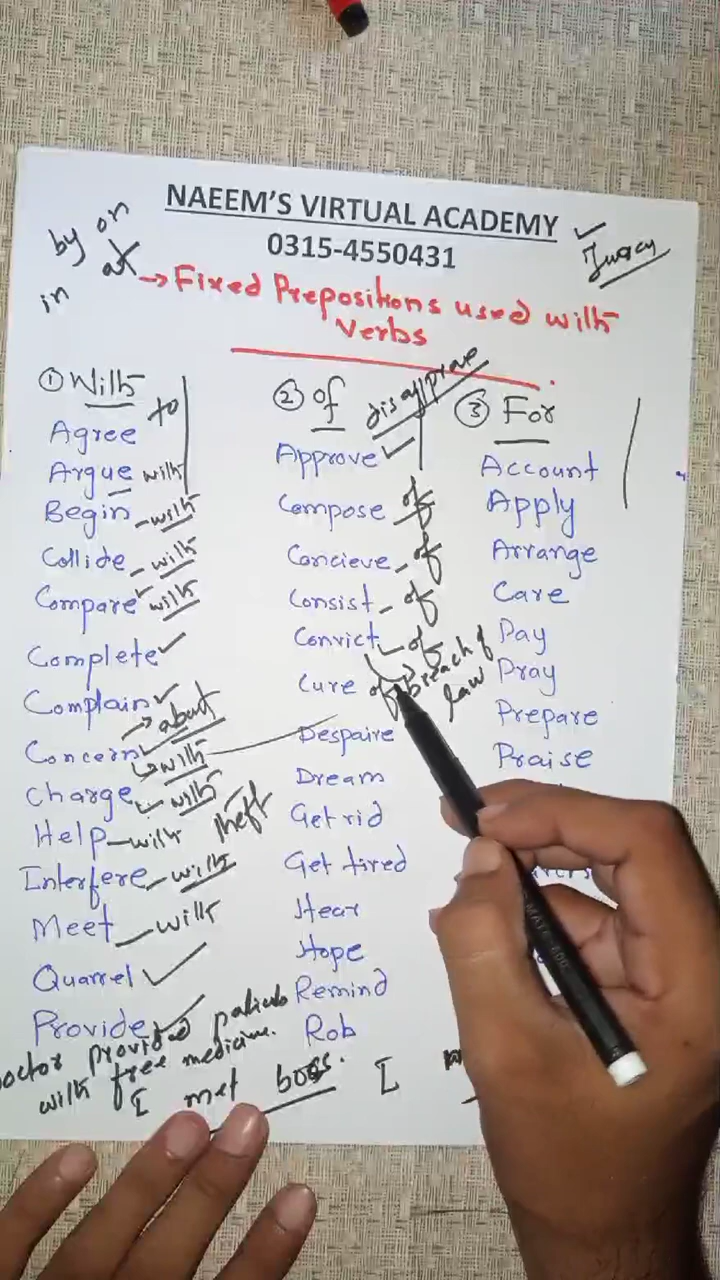 NAEEM'S VIRTUAL ACADEMY
0315-4550431
by on
in at → Fixed Prepositions used with
Verbs
① With
to
Agree
Argue with
Begin with
Collide with
Compare with
Complete
Complain
→ about
Concern
↳ with
Charge with
theft
Help with
Interfere with
Meet with
Quarrel
Provide
Doctor provided patients
with free medicine.
I met boss. I
② Of
disapprove
Approve
Compose of
Concieve of
Consist of
Convict of
breach of
law
Cure of
Despaire
Dream
Get rid
Get tired
Hear
Hope
Remind
Rob
③ For
Account
Apply
Arrange
Care
Pay
Pray
Prepare
Praise